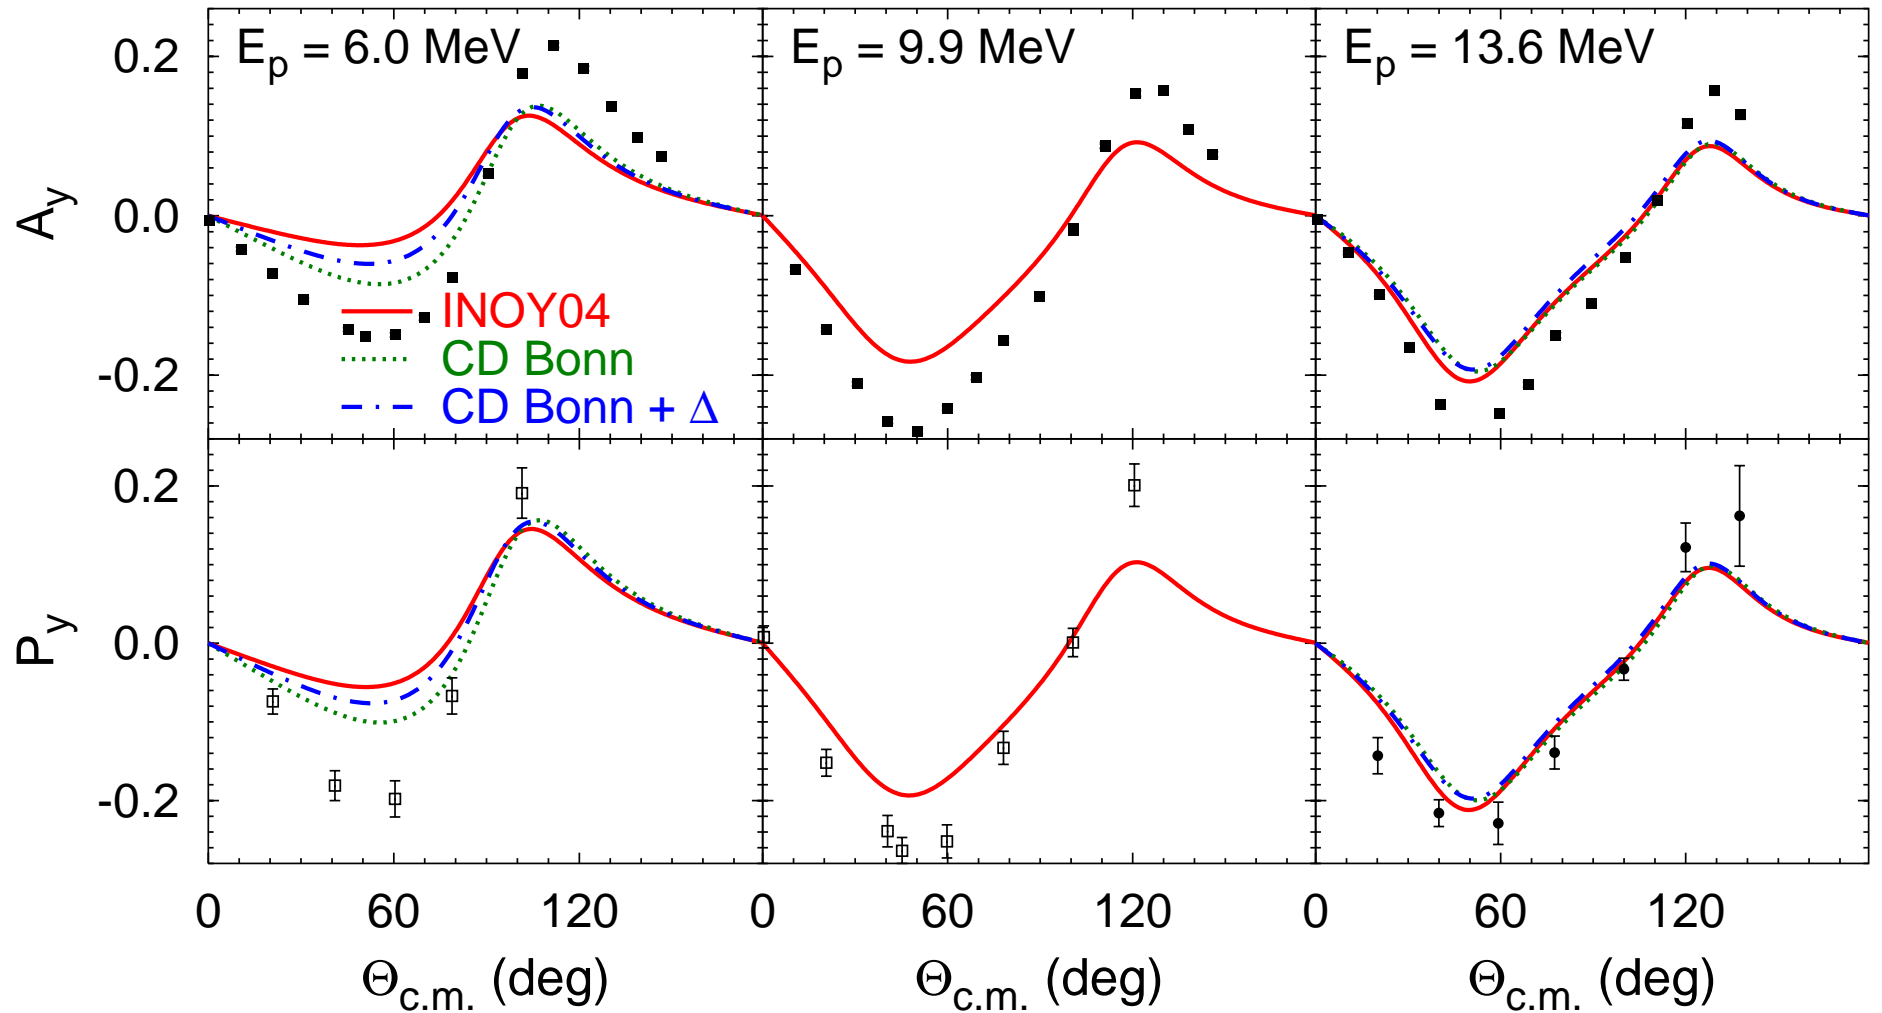 E_p = 6.0 MeV
E_p = 9.9 MeV
E_p = 13.6 MeV
0.2
0.0
-0.2
A_y
INOY04
CD Bonn
CD Bonn + Δ
0.2
0.0
-0.2
P_y
0 60 120 0 60 120 0 60 120
Θ_c.m. (deg) Θ_c.m. (deg) Θ_c.m. (deg)